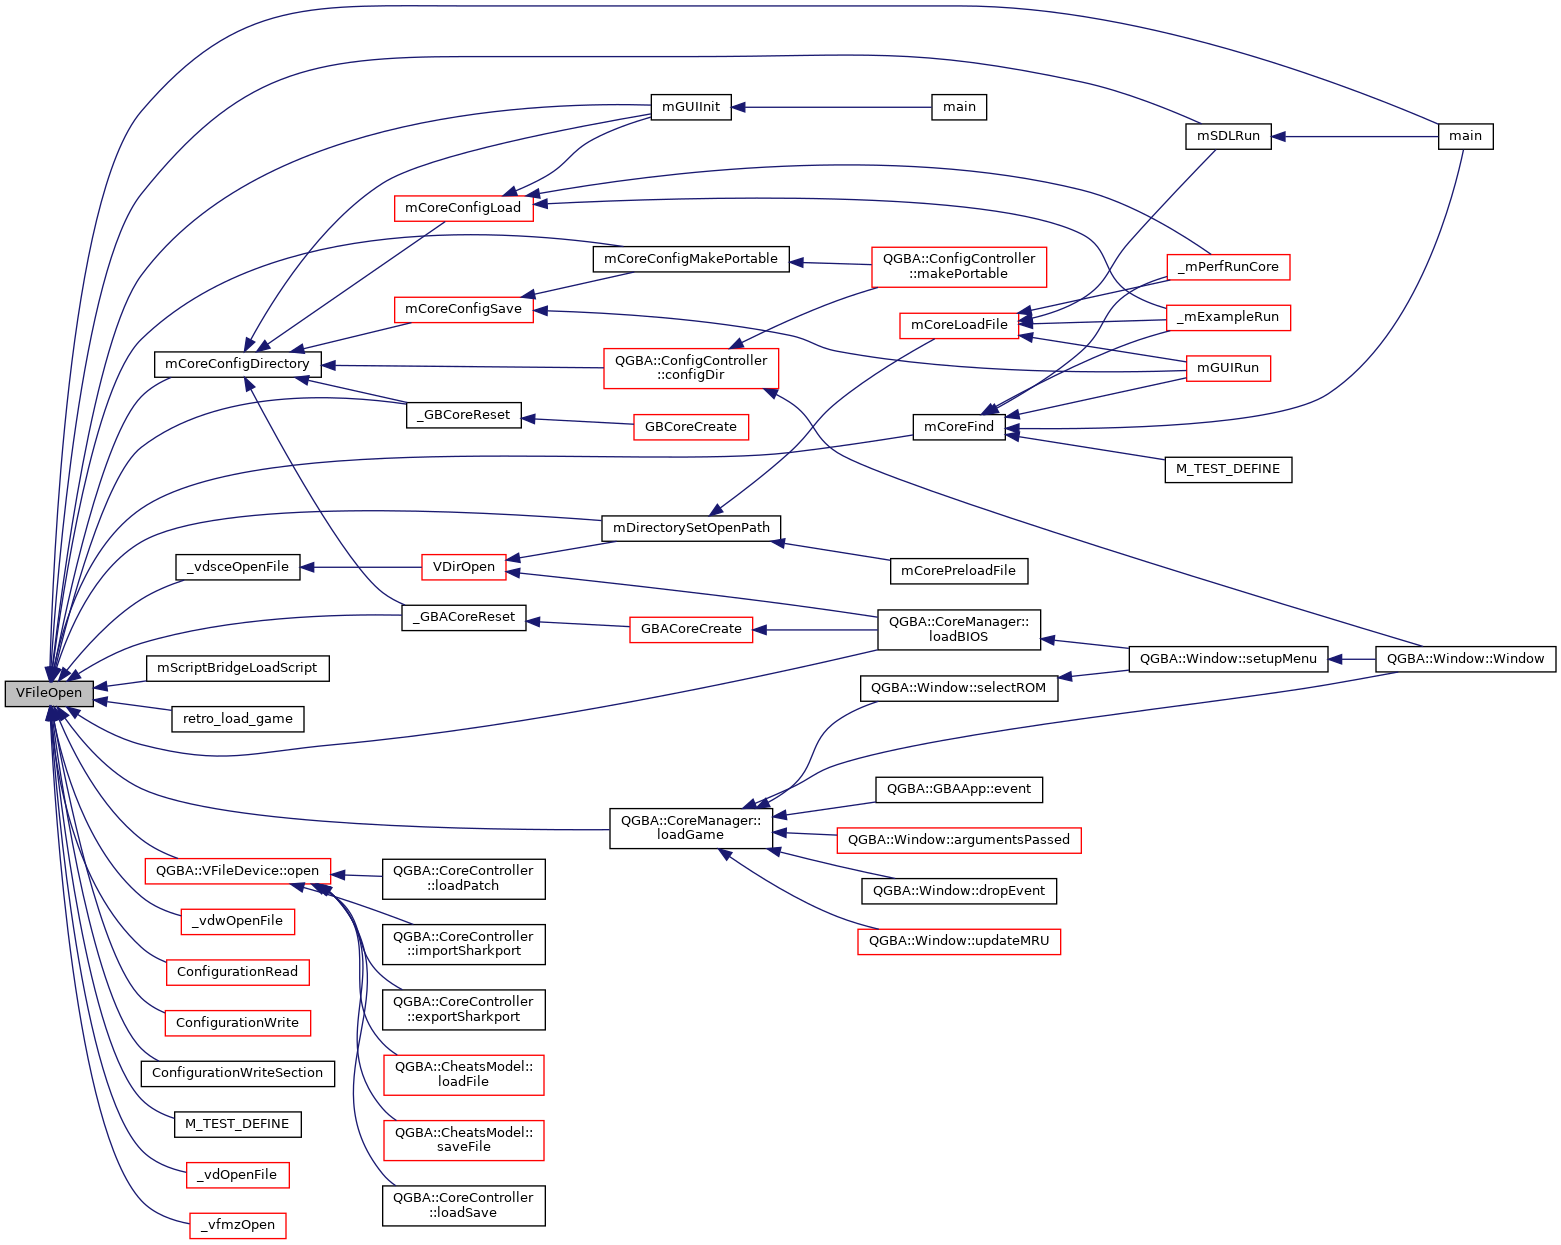 mGUIInit
main
mSDLRun
main
mCoreConfigLoad
mCoreConfigMakePortable
QGBA::ConfigController
::makePortable
_mPerfRunCore
mCoreConfigSave
mCoreLoadFile
_mExampleRun
mCoreConfigDirectory
QGBA::ConfigController
::configDir
mGUIRun
_GBCoreReset
GBCoreCreate
mCoreFind
M_TEST_DEFINE
mDirectorySetOpenPath
_vdsceOpenFile
VDirOpen
mCorePreloadFile
_GBACoreReset
GBACoreCreate
QGBA::CoreManager::
loadBIOS
mScriptBridgeLoadScript
QGBA::Window::setupMenu
QGBA::Window::Window
VFileOpen
QGBA::Window::selectROM
retro_load_game
QGBA::GBAApp::event
QGBA::CoreManager::
loadGame
QGBA::Window::argumentsPassed
QGBA::VFileDevice::open
QGBA::CoreController
::loadPatch
QGBA::Window::dropEvent
_vdwOpenFile
QGBA::CoreController
::importSharkport
QGBA::Window::updateMRU
ConfigurationRead
QGBA::CoreController
::exportSharkport
ConfigurationWrite
ConfigurationWriteSection
QGBA::CheatsModel::
loadFile
M_TEST_DEFINE
QGBA::CheatsModel::
saveFile
_vdOpenFile
QGBA::CoreController
::loadSave
_vfmzOpen